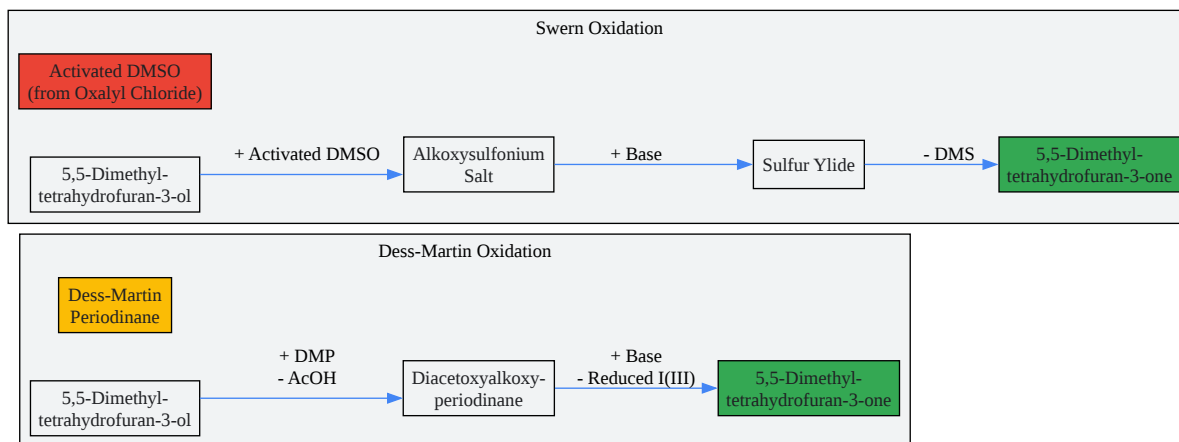 Swern Oxidation
Activated DMSO
(from Oxalyl Chloride)
5,5-Dimethyl-
tetrahydrofuran-3-ol
+ Activated DMSO
Alkoxysulfonium
Salt
+ Base
Sulfur Ylide
- DMS
5,5-Dimethyl-
tetrahydrofuran-3-one
Dess-Martin Oxidation
Dess-Martin
Periodinane
5,5-Dimethyl-
tetrahydrofuran-3-ol
+ DMP
- AcOH
Diacetoxyalkoxy-
periodinane
+ Base
- Reduced I(III)
5,5-Dimethyl-
tetrahydrofuran-3-one